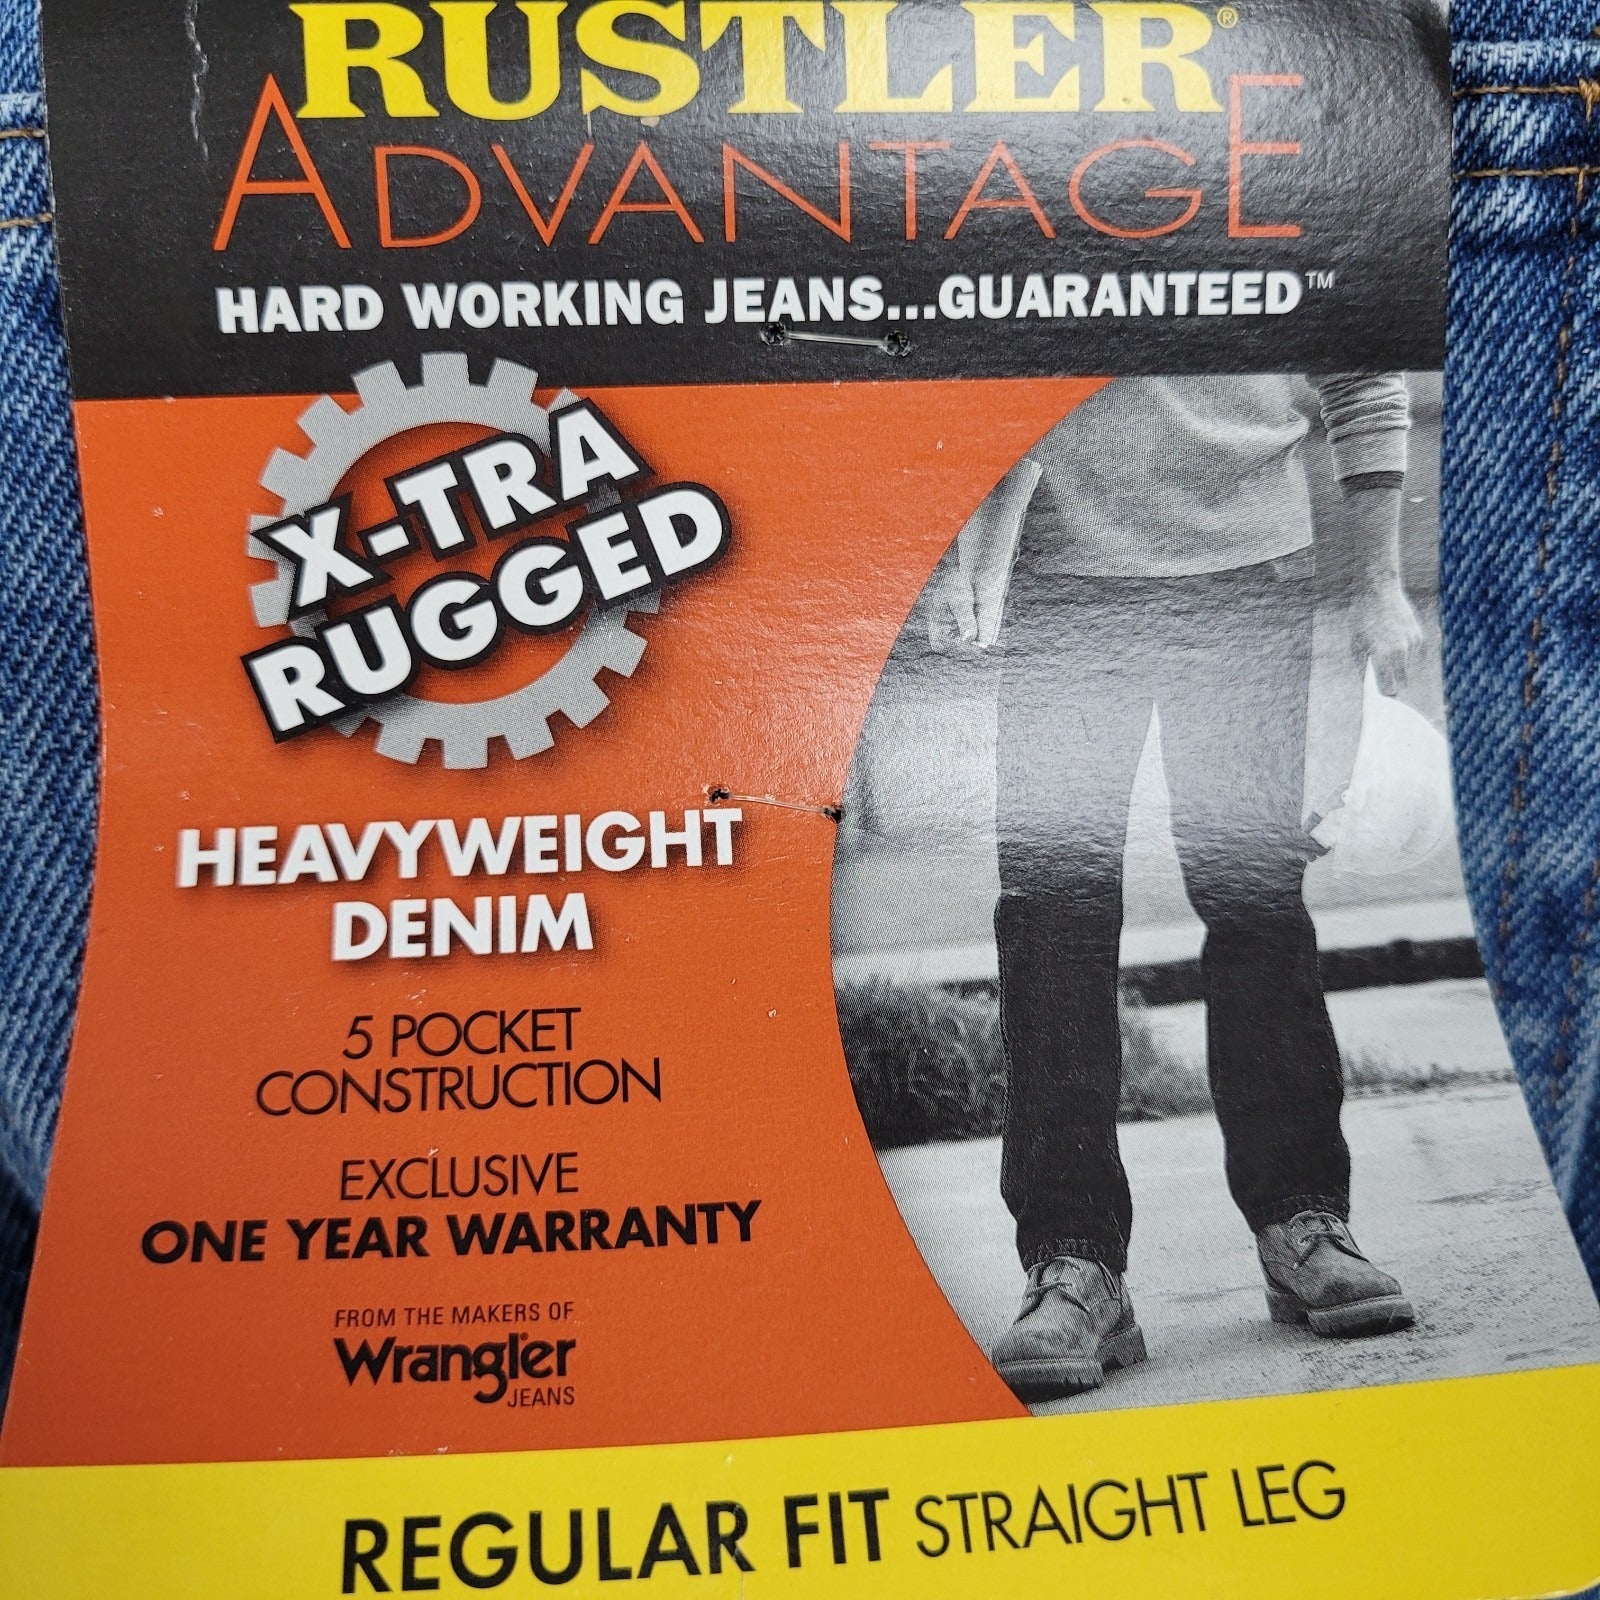 RUSTLER®
ADVANTAGE
HARD WORKING JEANS...GUARANTEED™
X-TRA
RUGGED
HEAVYWEIGHT
DENIM
5 POCKET
CONSTRUCTION
EXCLUSIVE
ONE YEAR WARRANTY
FROM THE MAKERS OF
Wrangler
JEANS
REGULAR FIT STRAIGHT LEG